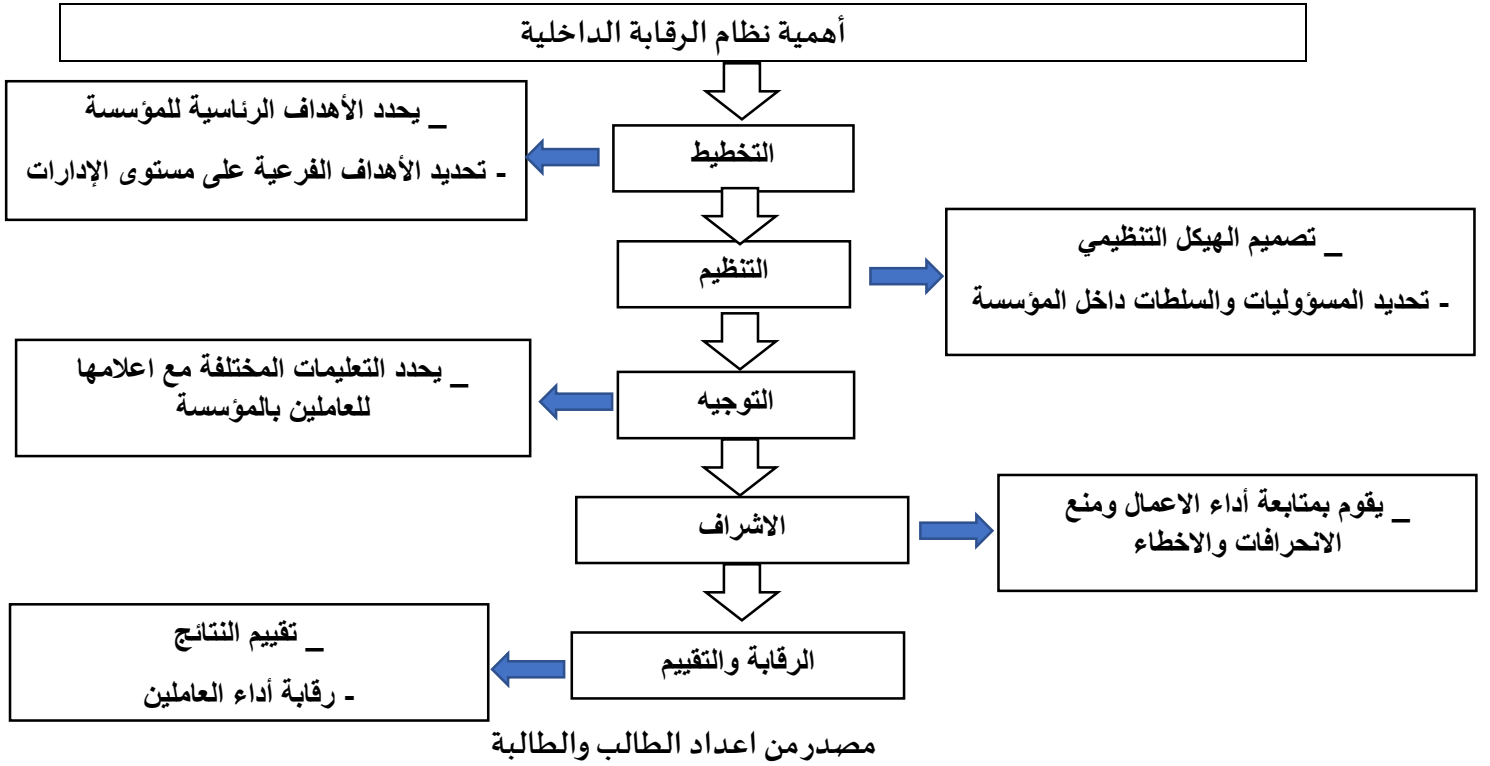 أهمية نظام الرقابة الداخلية
التخطيط
_ يحدد الأهداف الرئاسية للمؤسسة
- تحديد الأهداف الفرعية على مستوى الإدارات
التنظيم
_ تصميم الهيكل التنظيمي
- تحديد المسؤوليات والسلطات داخل المؤسسة
التوجيه
_ يحدد التعليمات المختلفة مع اعلامها
للعاملين بالمؤسسة
الاشراف
_ يقوم بمتابعة أداء الاعمال ومنع
الانحرافات والاخطاء
الرقابة والتقييم
_ تقييم النتائج
- رقابة أداء العاملين
مصدر من اعداد الطالب والطالبة